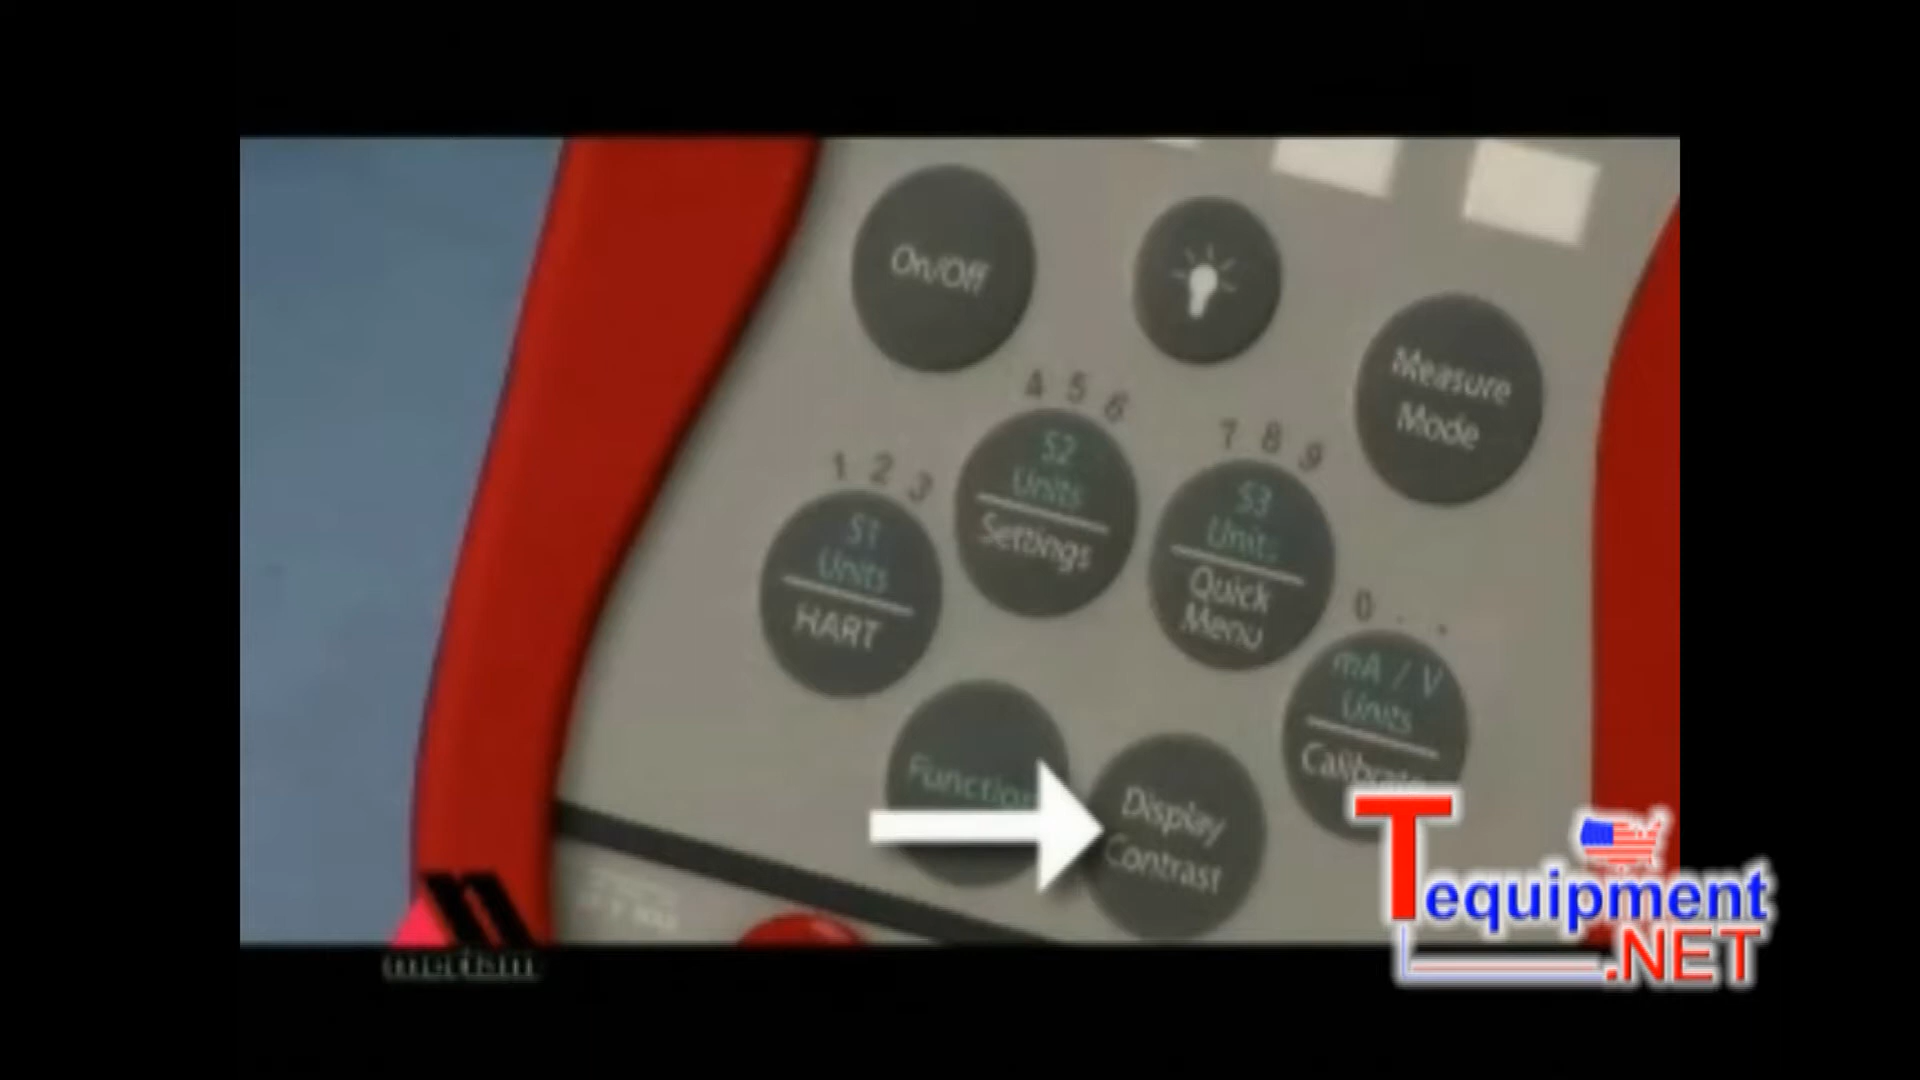 On/Off
Measure
Mode
4 5 6
7 8 9
1 2 3
S2
Units
Settings
S3
Units
Quick
Menu
S1
Units
HART
0 . -
mA / V
Units
Calibrate
Function
Display
Contrast
Tequipment
.NET